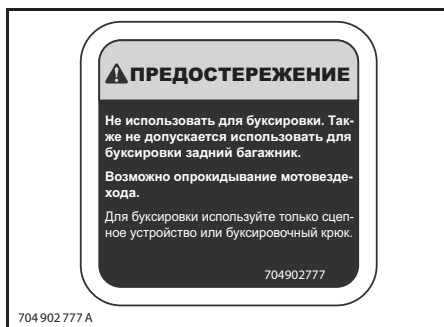 ⚠ПРЕДОСТЕРЕЖЕНИЕ
Не использовать для буксировки. Так-
же не допускается использовать для
буксировки задний багажник.
Возможно опрокидывание мотовезде-
хода.
Для буксировки используйте только сцеп-
ное устройство или буксировочный крюк.
704902777
704 902 777 A